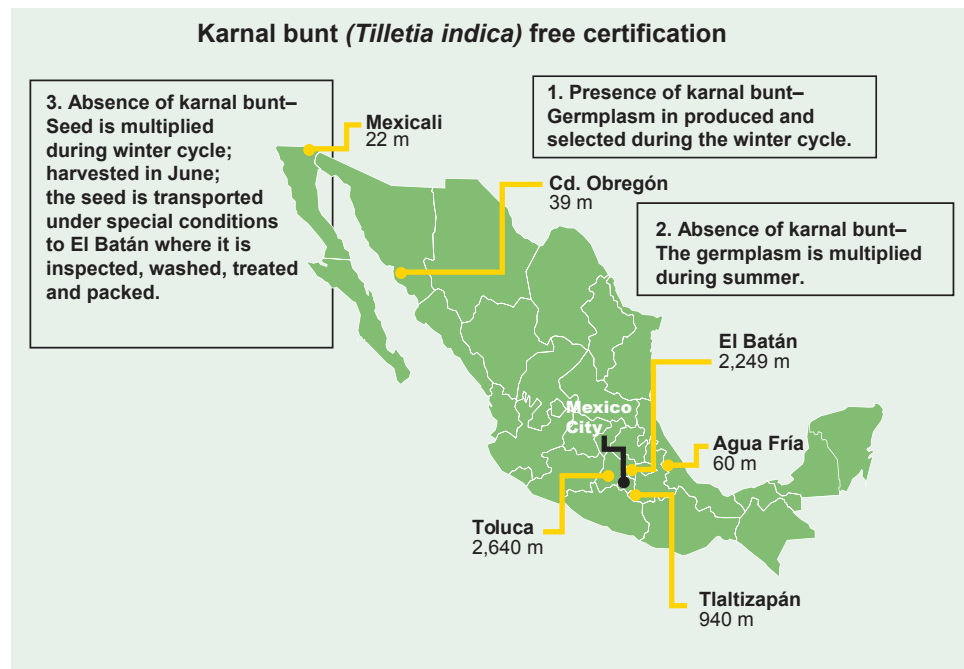 Karnal bunt (Tilletia indica) free certification
3. Absence of karnal bunt–
Seed is multiplied
during winter cycle;
harvested in June;
the seed is transported
under special conditions
to El Batán where it is
inspected, washed, treated
and packed.
Mexicali
22 m
1. Presence of karnal bunt–
Germplasm in produced and
selected during the winter cycle.
Cd. Obregón
39 m
2. Absence of karnal bunt–
The germplasm is multiplied
during summer.
El Batán
2,249 m
Mexico
City
Agua Fría
60 m
Toluca
2,640 m
Tlaltizapán
940 m